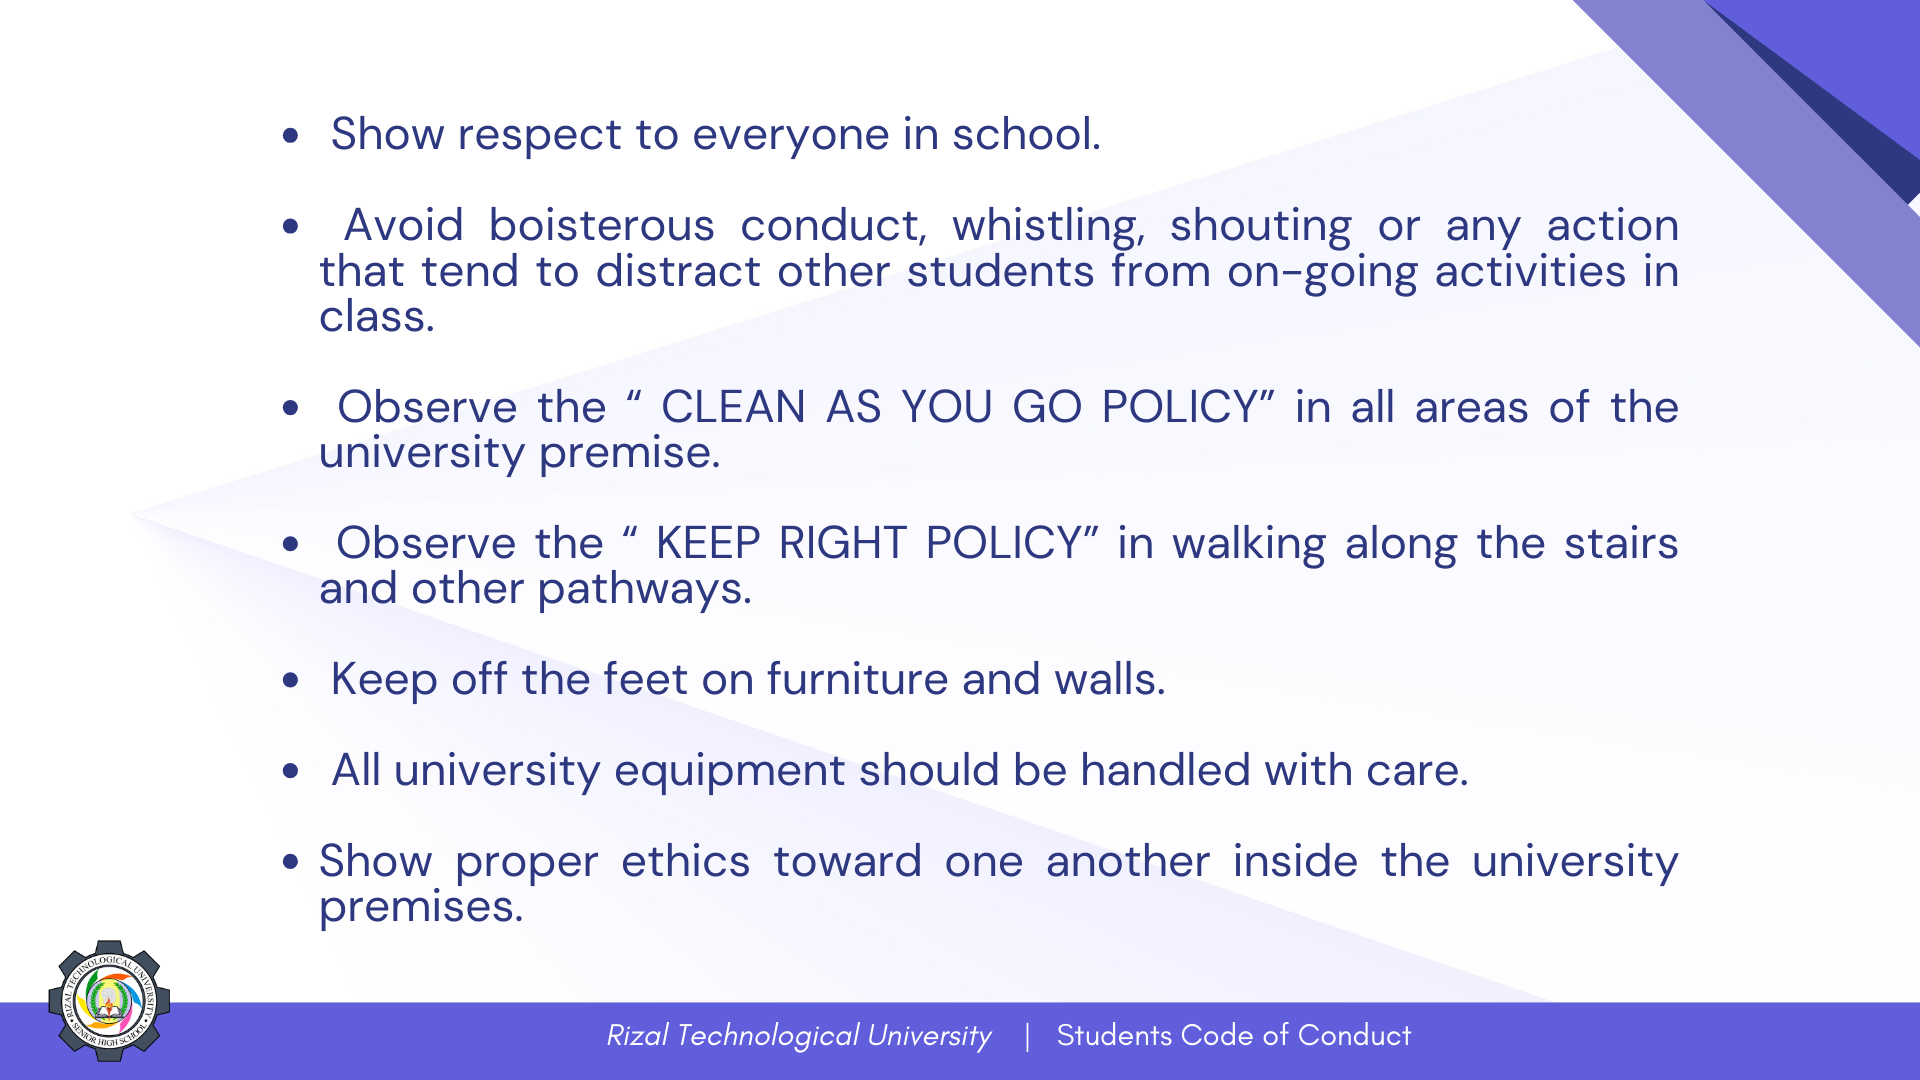 • Show respect to everyone in school.
• Avoid boisterous conduct, whistling, shouting or any action
that tend to distract other students from on-going activities in
class.
• Observe the “ CLEAN AS YOU GO POLICY” in all areas of the
university premise.
• Observe the “ KEEP RIGHT POLICY” in walking along the stairs
and other pathways.
• Keep off the feet on furniture and walls.
• All university equipment should be handled with care.
• Show proper ethics toward one another inside the university
premises.
RIZAL TECHNOLOGICAL UNIVERSITY
• SENIOR HIGH SCHOOL •
Rizal Technological University | Students Code of Conduct